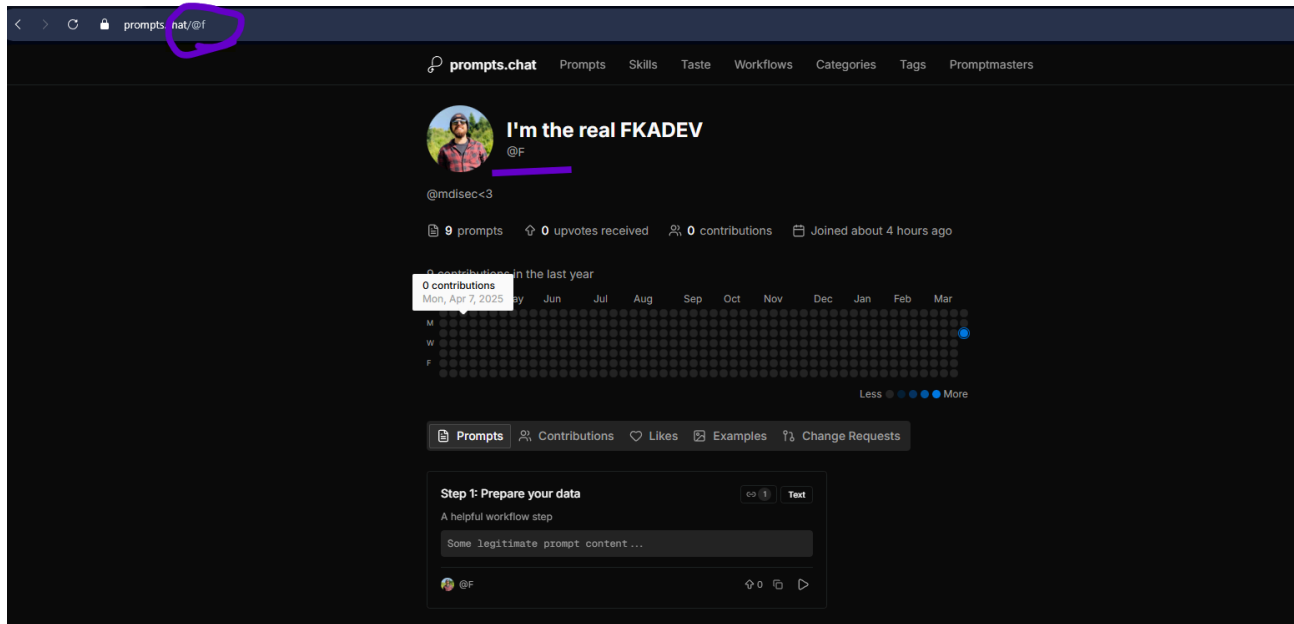 prompts.chat/@f
prompts.chat Prompts Skills Taste Workflows Categories Tags Promptmasters
I'm the real FKADEV
@F
@mdisec<3
9 prompts 0 upvotes received 0 contributions Joined about 4 hours ago
9 contributions in the last year
0 contributions
Mon, Apr 7, 2025
Jun Jul Aug Sep Oct Nov Dec Jan Feb Mar
M
W
F
Less More
Prompts Contributions Likes Examples Change Requests
Step 1: Prepare your data 1 Text
A helpful workflow step
Some legitimate prompt content...
@F 0